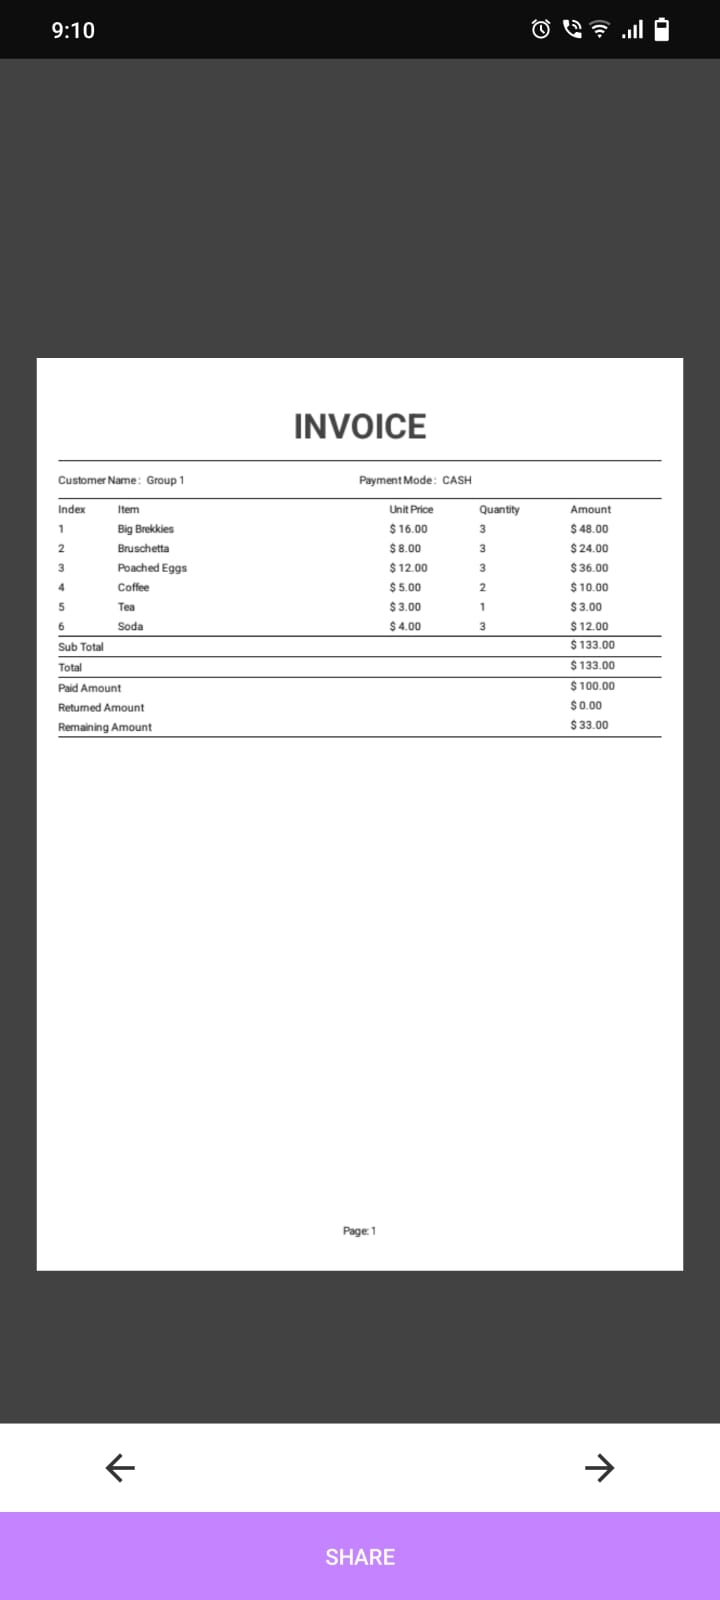 9:10
INVOICE
Customer Name: Group 1 Payment Mode: CASH
Index Item Unit Price Quantity Amount
1 Big Brekkies $ 16.00 3 $ 48.00
2 Bruschetta $ 8.00 3 $ 24.00
3 Poached Eggs $ 12.00 3 $ 36.00
4 Coffee $ 5.00 2 $ 10.00
5 Tea $ 3.00 1 $ 3.00
6 Soda $ 4.00 3 $ 12.00
Sub Total $ 133.00
Total $ 133.00
Paid Amount $ 100.00
Returned Amount $ 0.00
Remaining Amount $ 33.00
Page: 1
SHARE